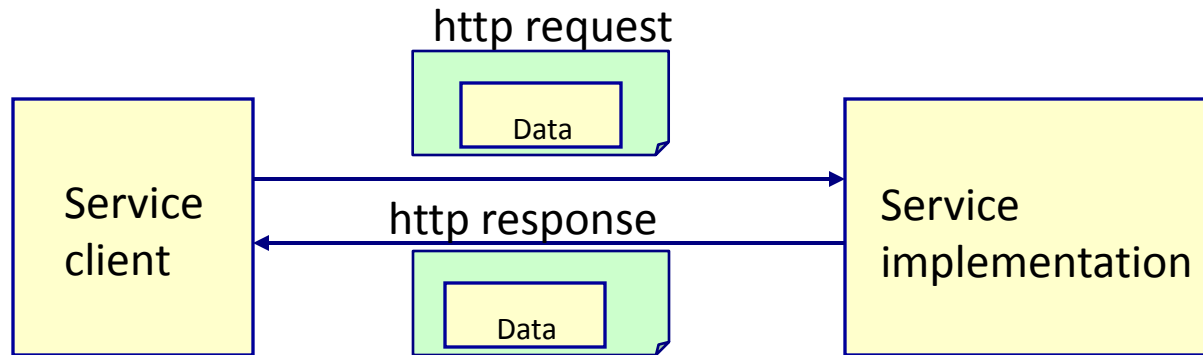 http request
Data
Service
client
http response
Service
implementation
Data